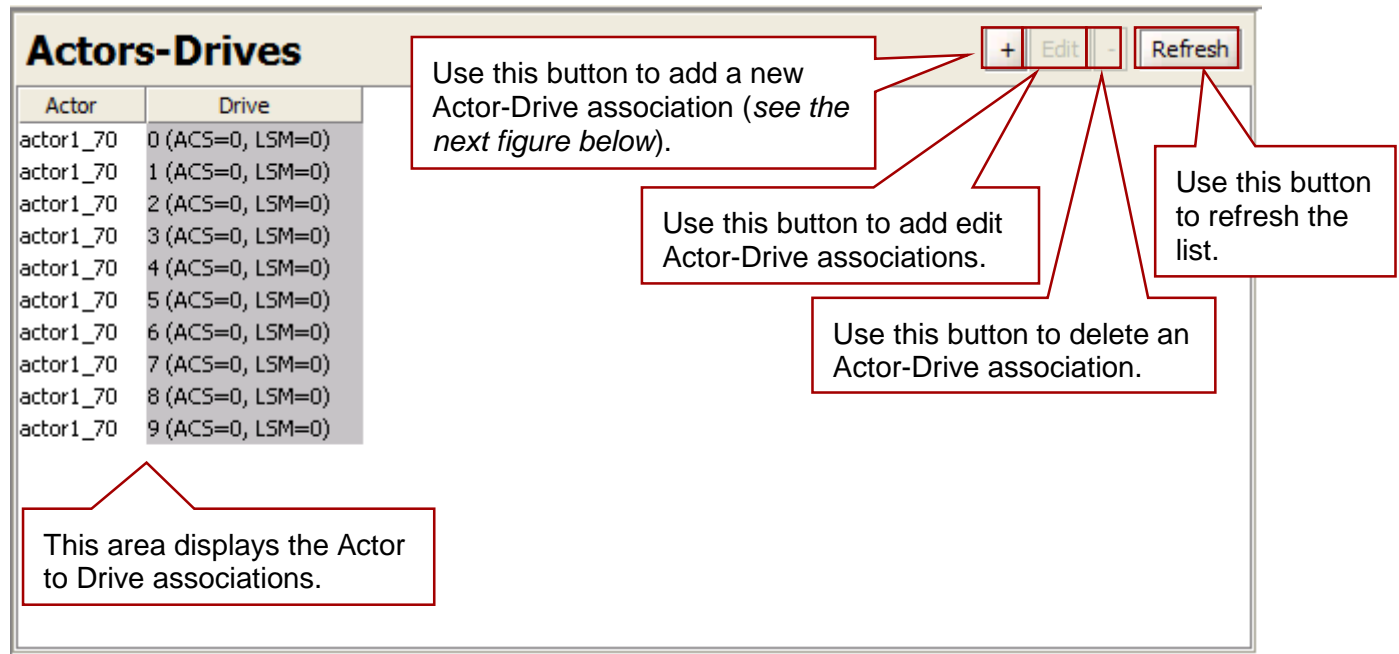 Actors-Drives
+ Edit - Refresh
Use this button to add a new
Actor-Drive association (see the
next figure below).
Use this button to add edit
Actor-Drive associations.
Use this button to delete an
Actor-Drive association.
Use this button
to refresh the
list.
Actor Drive
actor1_70 0 (ACS=0, LSM=0)
actor1_70 1 (ACS=0, LSM=0)
actor1_70 2 (ACS=0, LSM=0)
actor1_70 3 (ACS=0, LSM=0)
actor1_70 4 (ACS=0, LSM=0)
actor1_70 5 (ACS=0, LSM=0)
actor1_70 6 (ACS=0, LSM=0)
actor1_70 7 (ACS=0, LSM=0)
actor1_70 8 (ACS=0, LSM=0)
actor1_70 9 (ACS=0, LSM=0)
This area displays the Actor
to Drive associations.